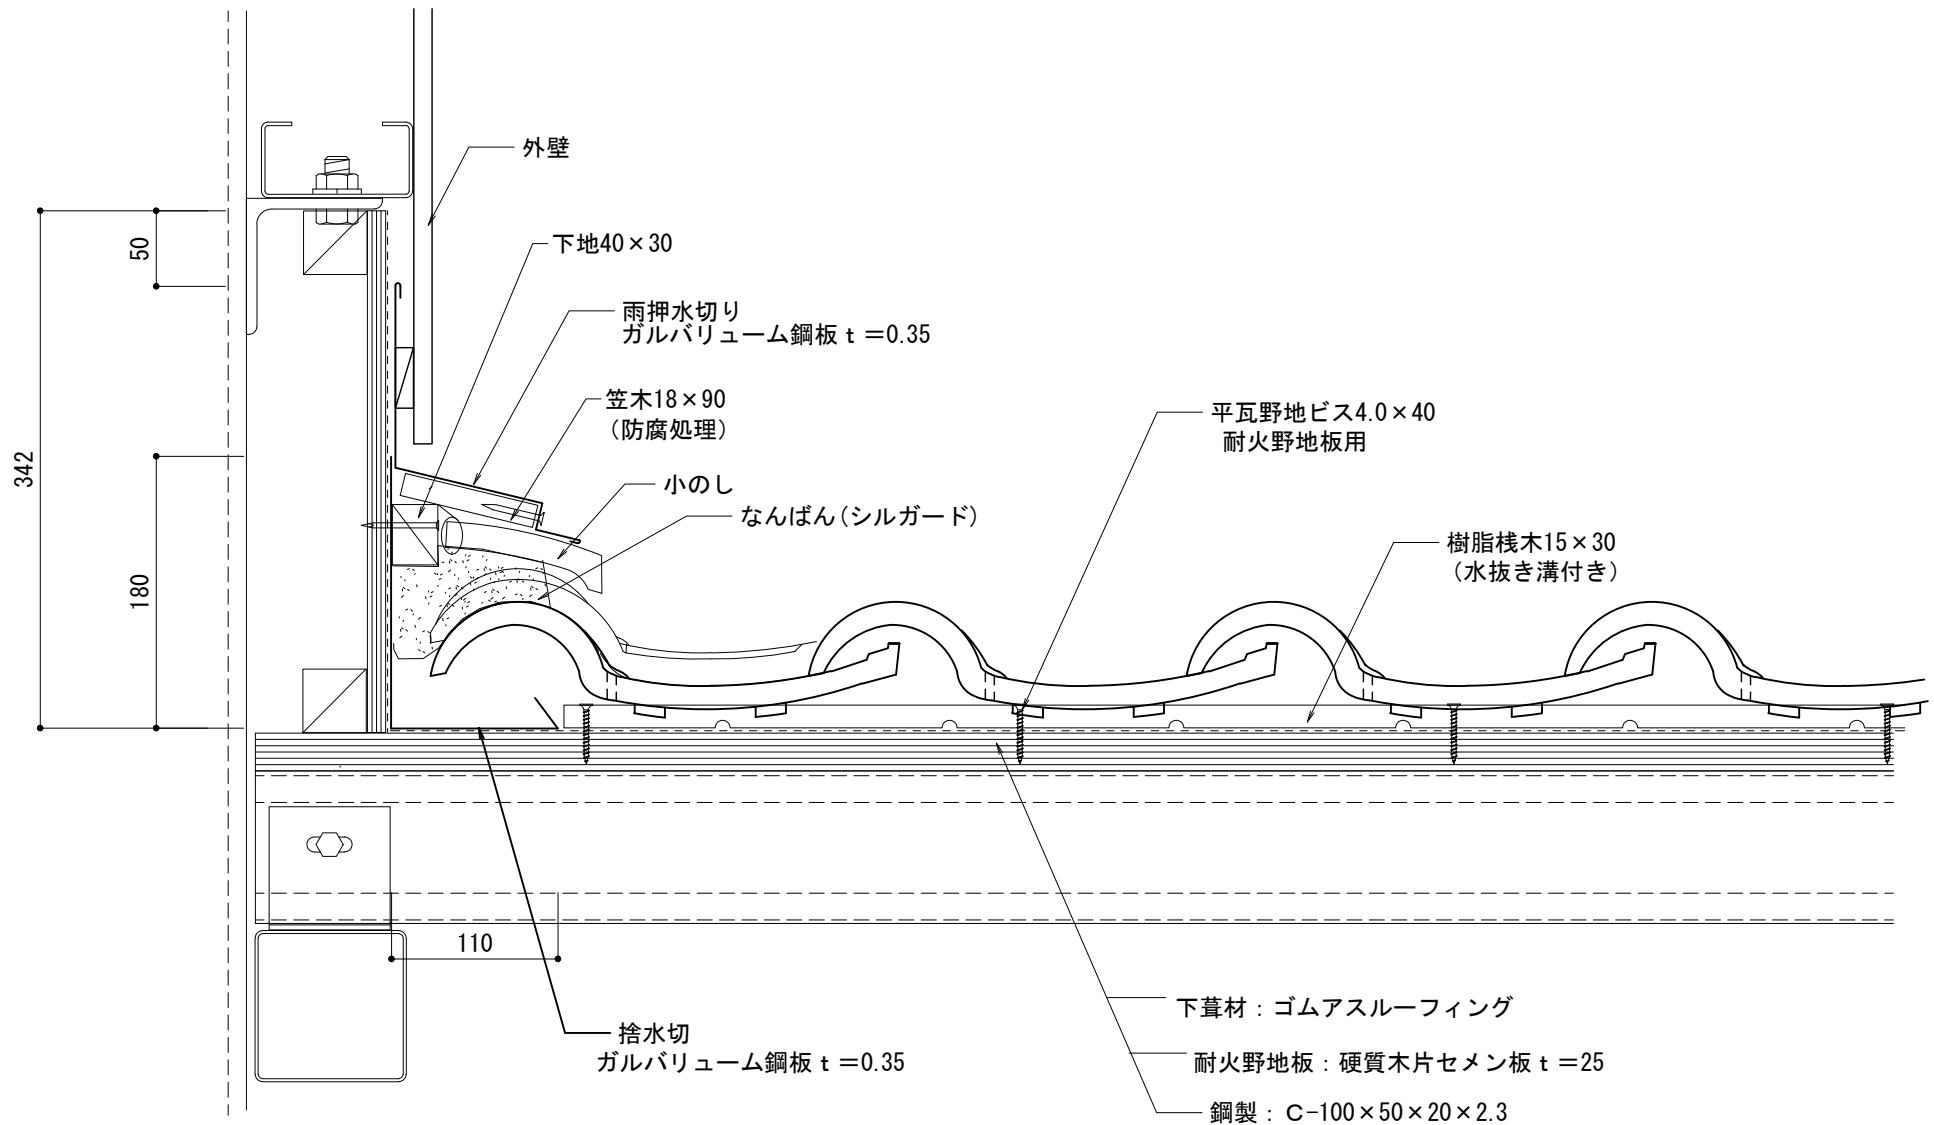 外壁
50
下地40×30
雨押水切り
ガルバリューム鋼板ｔ＝0.35
笠木18×90
（防腐処理）
平瓦野地ビス4.0×40
耐火野地板用
342
小のし
なんばん（シルガード）
樹脂桟木15×30
（水抜き溝付き）
180
110
下葺材：ゴムアスルーフィング
捨水切
ガルバリューム鋼板ｔ＝0.35
耐火野地板：硬質木片セメン板ｔ＝25
鋼製：Ｃ-100×50×20×2.3